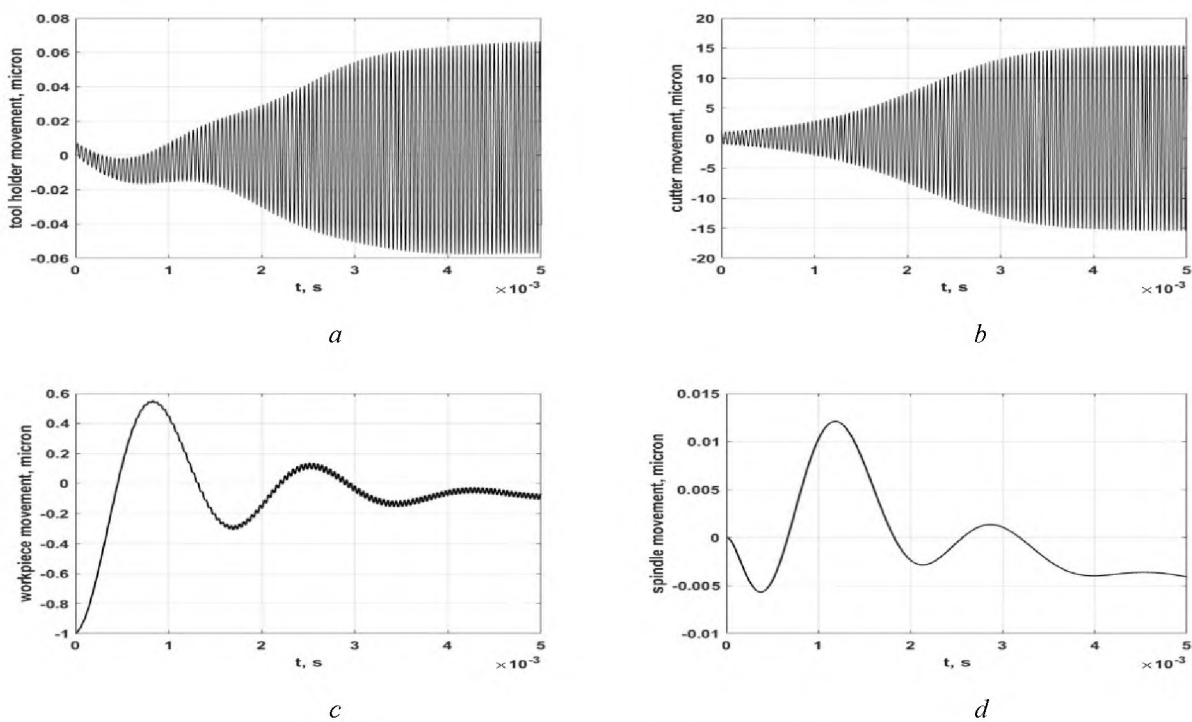 0.08
0.06
0.04
0.02
0
-0.02
-0.04
-0.06
tool holder movement, micron
0 1 2 3 4 5
t, s ×10-3
a
20
15
10
5
0
-5
-10
-15
-20
cutter movement, micron
0 1 2 3 4 5
t, s ×10-3
b
0.6
0.4
0.2
0
-0.2
-0.4
-0.6
-0.8
-1
workpiece movement, micron
0 1 2 3 4 5
t, s ×10-3
c
0.015
0.01
0.005
0
-0.005
-0.01
spindle movement, micron
0 1 2 3 4 5
t, s ×10-3
d